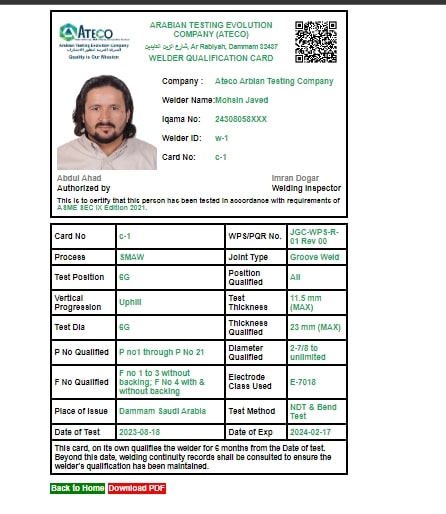 ATECO
Arabian Testing Evolution Company
Quality is Our Mission
ARABIAN TESTING EVOLUTION
COMPANY (ATECO)
Ar Rabiyah, Dammam 32437
WELDER QUALIFICATION CARD
Company : Ateco Arbian Testing Company
Welder Name: Mohsin Javed
Iqama No: 24308058XXX
Welder ID: w-1
Card No: c-1
Abdul Ahad Imran Dogar
Authorized by Welding Inspector
This is to certify that this person has been tested in accordance with requirements of
ASME SEC IX Edition 2021.
Card No c-1 WPS/PQR No. JGC-WPS-R-
01 Rev 00
Process SMAW Joint Type Groove Weld
Test Position 6G Position
Qualified All
Vertical
Progression Uphill Test
Thickness 11.5 mm
(MAX)
Test Dia 6G Thickness
Qualified 23 mm (MAX)
P No Qualified P no1 through P No 21 Diameter
Qualified 2-7/8 to
unlimited
F No Qualified F no 1 to 3 without
backing; F No 4 with &
without backing Electrode
Class Used E-7018
Place of Issue Dammam Saudi Arabia Test Method NDT & Bend
Test
Date of Test 2023-08-18 Date of Exp 2024-02-17
This card, on its own qualifies the welder for 6 months from the Date of test.
Beyond this date, welding continuity records shall be consulted to ensure the
welder's qualification has been maintained.
Back to Home Download PDF